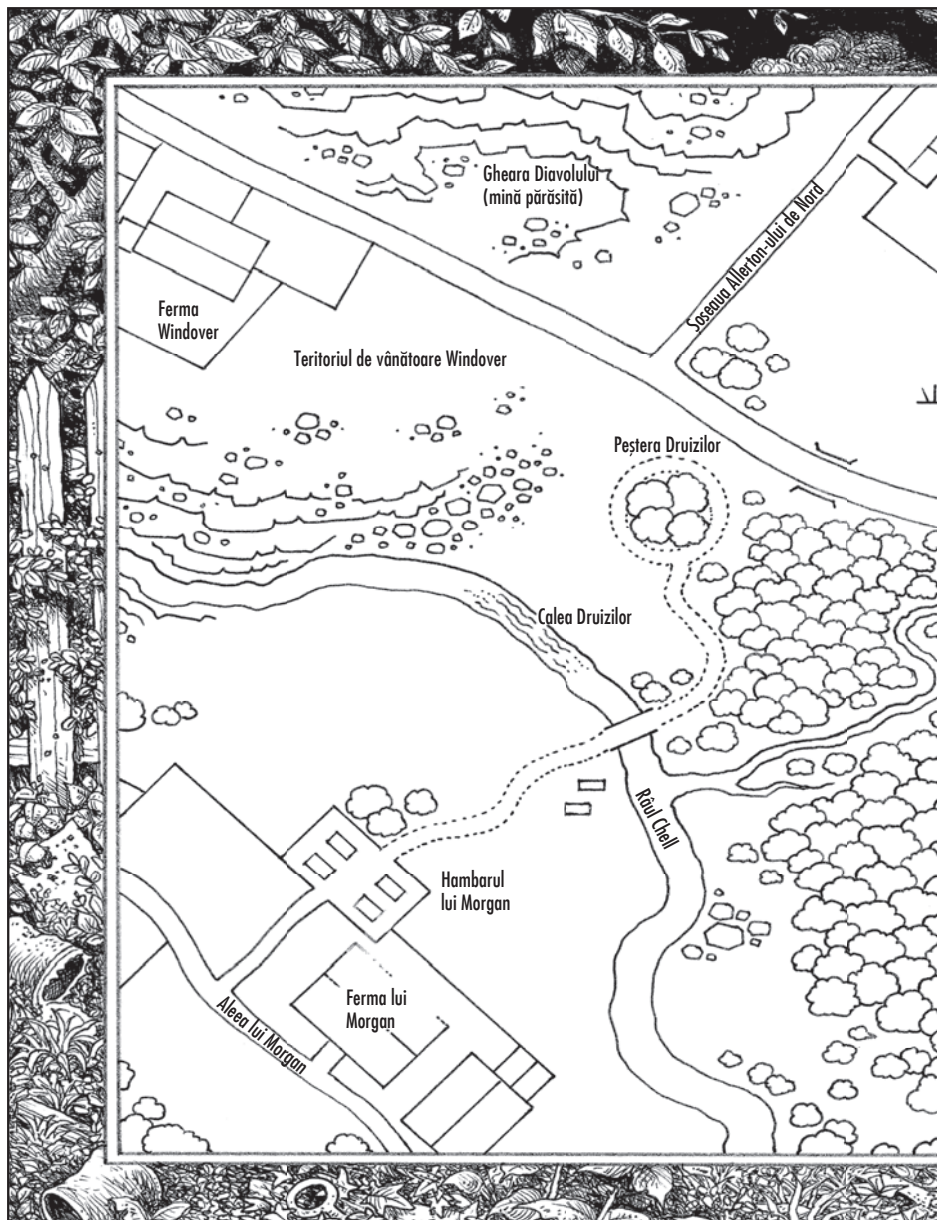 Gheara Diavolului
(mină părăsită)
Soseaua Allerton-ului de Nord
Ferma
Windover
Teritoriul de vânătoare Windover
Peștera Druizilor
Calea Druizilor
Râul Chell
Hambarul
lui Morgan
Ferma lui
Morgan
Aleea lui Morgan